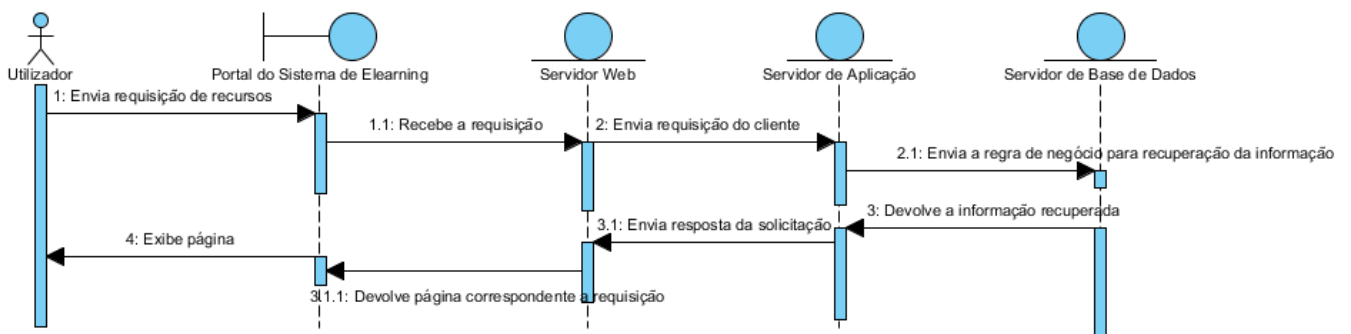 Utilizador
Portal do Sistema de Elearning
Servidor Web
Servidor de Aplicação
Servidor de Base de Dados
1: Envia requisição de recursos
1.1: Recebe a requisição
2: Envia requisição do cliente
2.1: Envia a regra de negócio para recuperação da informação
3: Devolve a informação recuperada
3.1: Envia resposta da solicitação
4: Exibe página
3.1.1: Devolve página correspondente a requisição